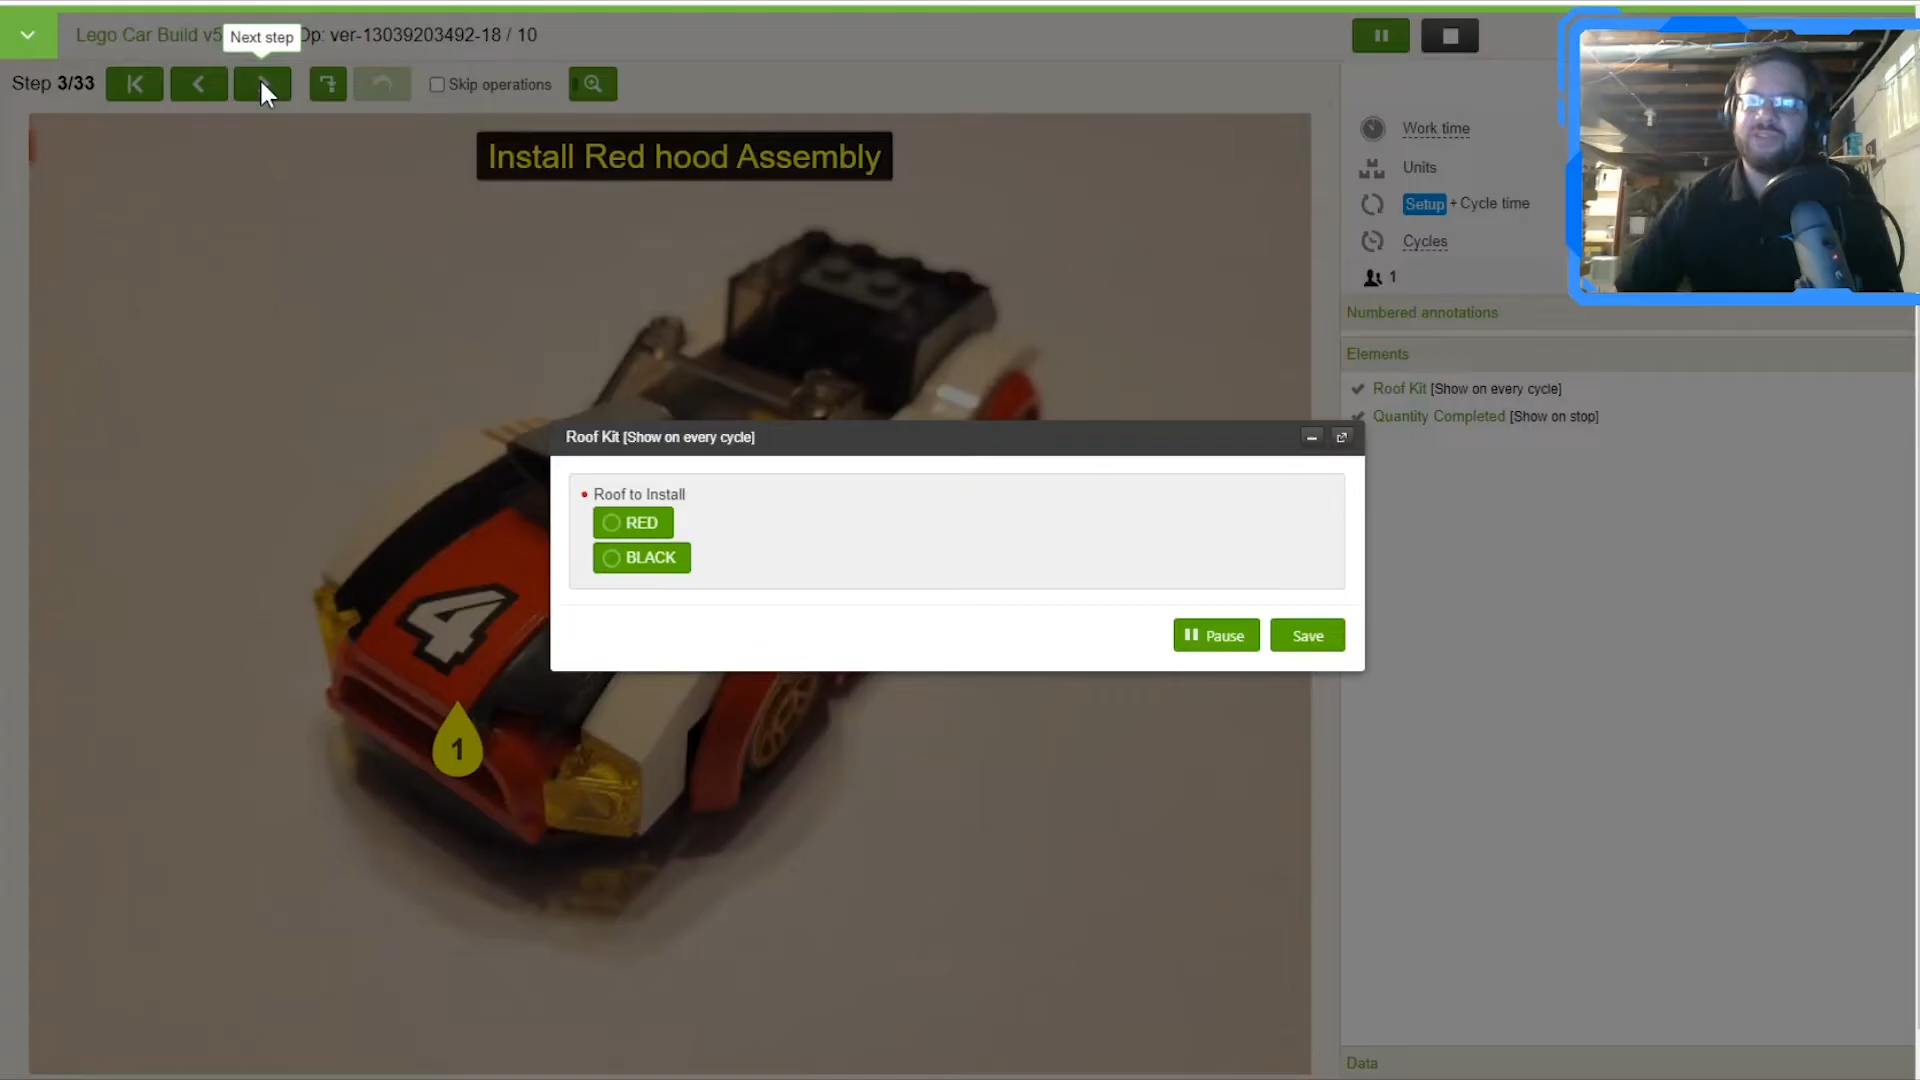 Lego Car Build v5 Op: ver-13039203492-18 / 10
Next step
Step 3/33
Skip operations
Install Red hood Assembly
Work time
Units
Setup + Cycle time
Cycles
1
Numbered annotations
Elements
Roof Kit [Show on every cycle]
Quantity Completed [Show on stop]
Roof Kit [Show on every cycle]
Roof to Install
RED
BLACK
Pause
Save
4
1
Data